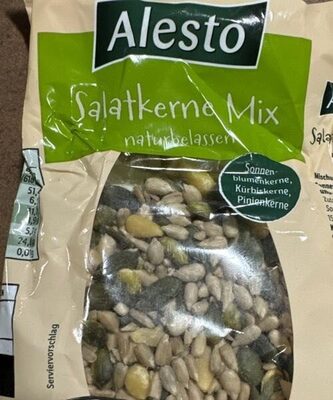 Alesto
Salatkerne Mix
naturbelassen
Sonnen-
blumenkerne,
Kürbiskerne,
Pinienkerne
Serviervorschlag